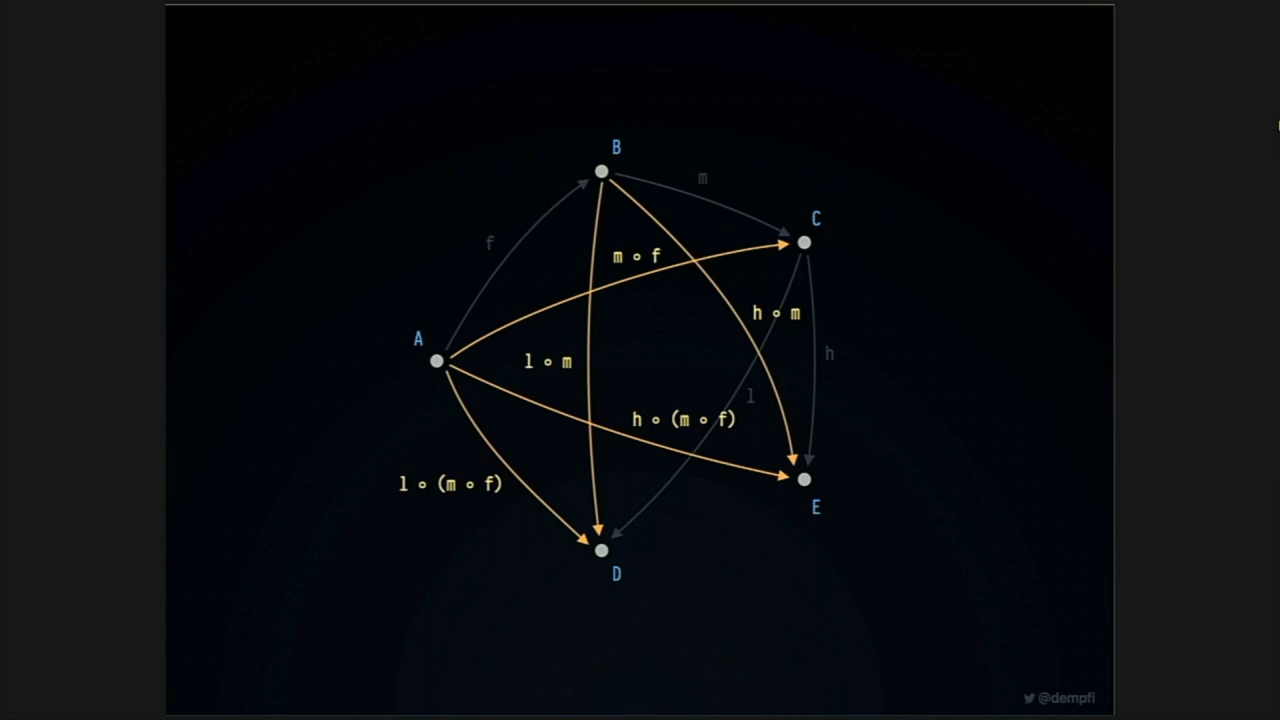 B
m
C
f
m ∘ f
h ∘ m
A
h
l ∘ m
l
h ∘ (m ∘ f)
l ∘ (m ∘ f)
E
D
@dempfi